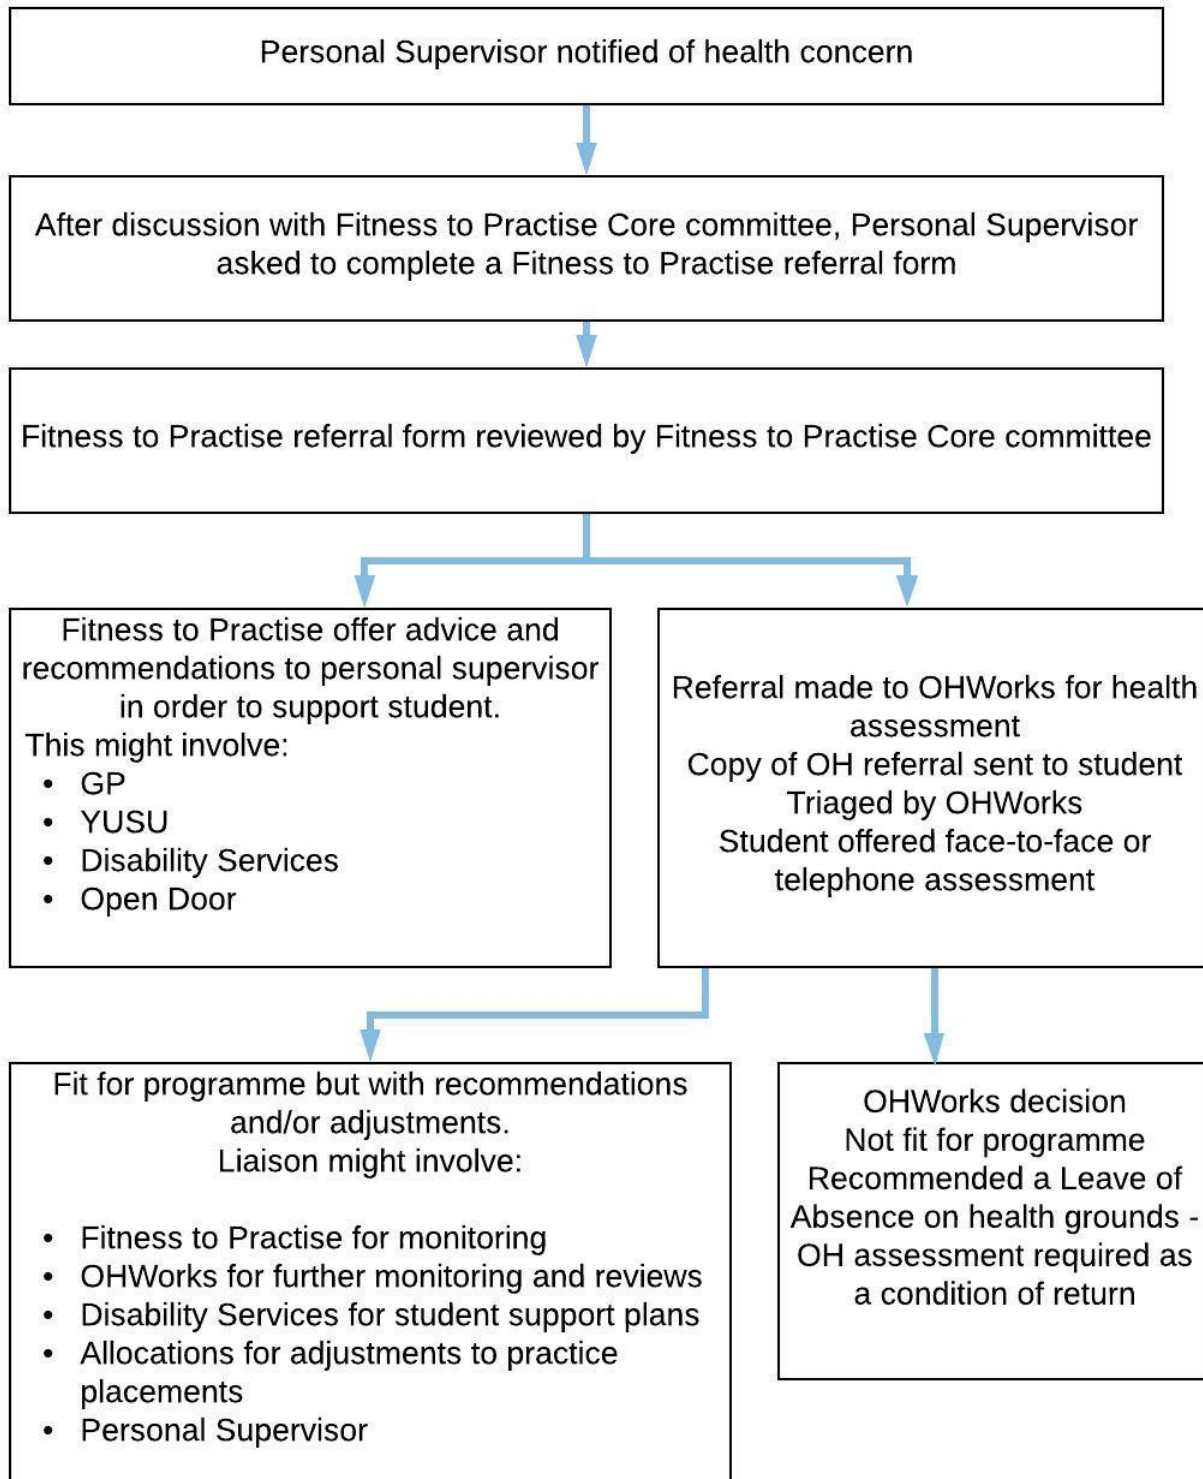 Personal Supervisor notified of health concern
After discussion with Fitness to Practise Core committee, Personal Supervisor
asked to complete a Fitness to Practise referral form
Fitness to Practise referral form reviewed by Fitness to Practise Core committee
Fitness to Practise offer advice and
recommendations to personal supervisor
in order to support student.
This might involve:
• GP
• YUSU
• Disability Services
• Open Door
Referral made to OHWorks for health
assessment
Copy of OH referral sent to student
Triaged by OHWorks
Student offered face-to-face or
telephone assessment
Fit for programme but with recommendations
and/or adjustments.
Liaison might involve:
• Fitness to Practise for monitoring
• OHWorks for further monitoring and reviews
• Disability Services for student support plans
• Allocations for adjustments to practice
placements
• Personal Supervisor
OHWorks decision
Not fit for programme
Recommended a Leave of
Absence on health grounds -
OH assessment required as
a condition of return